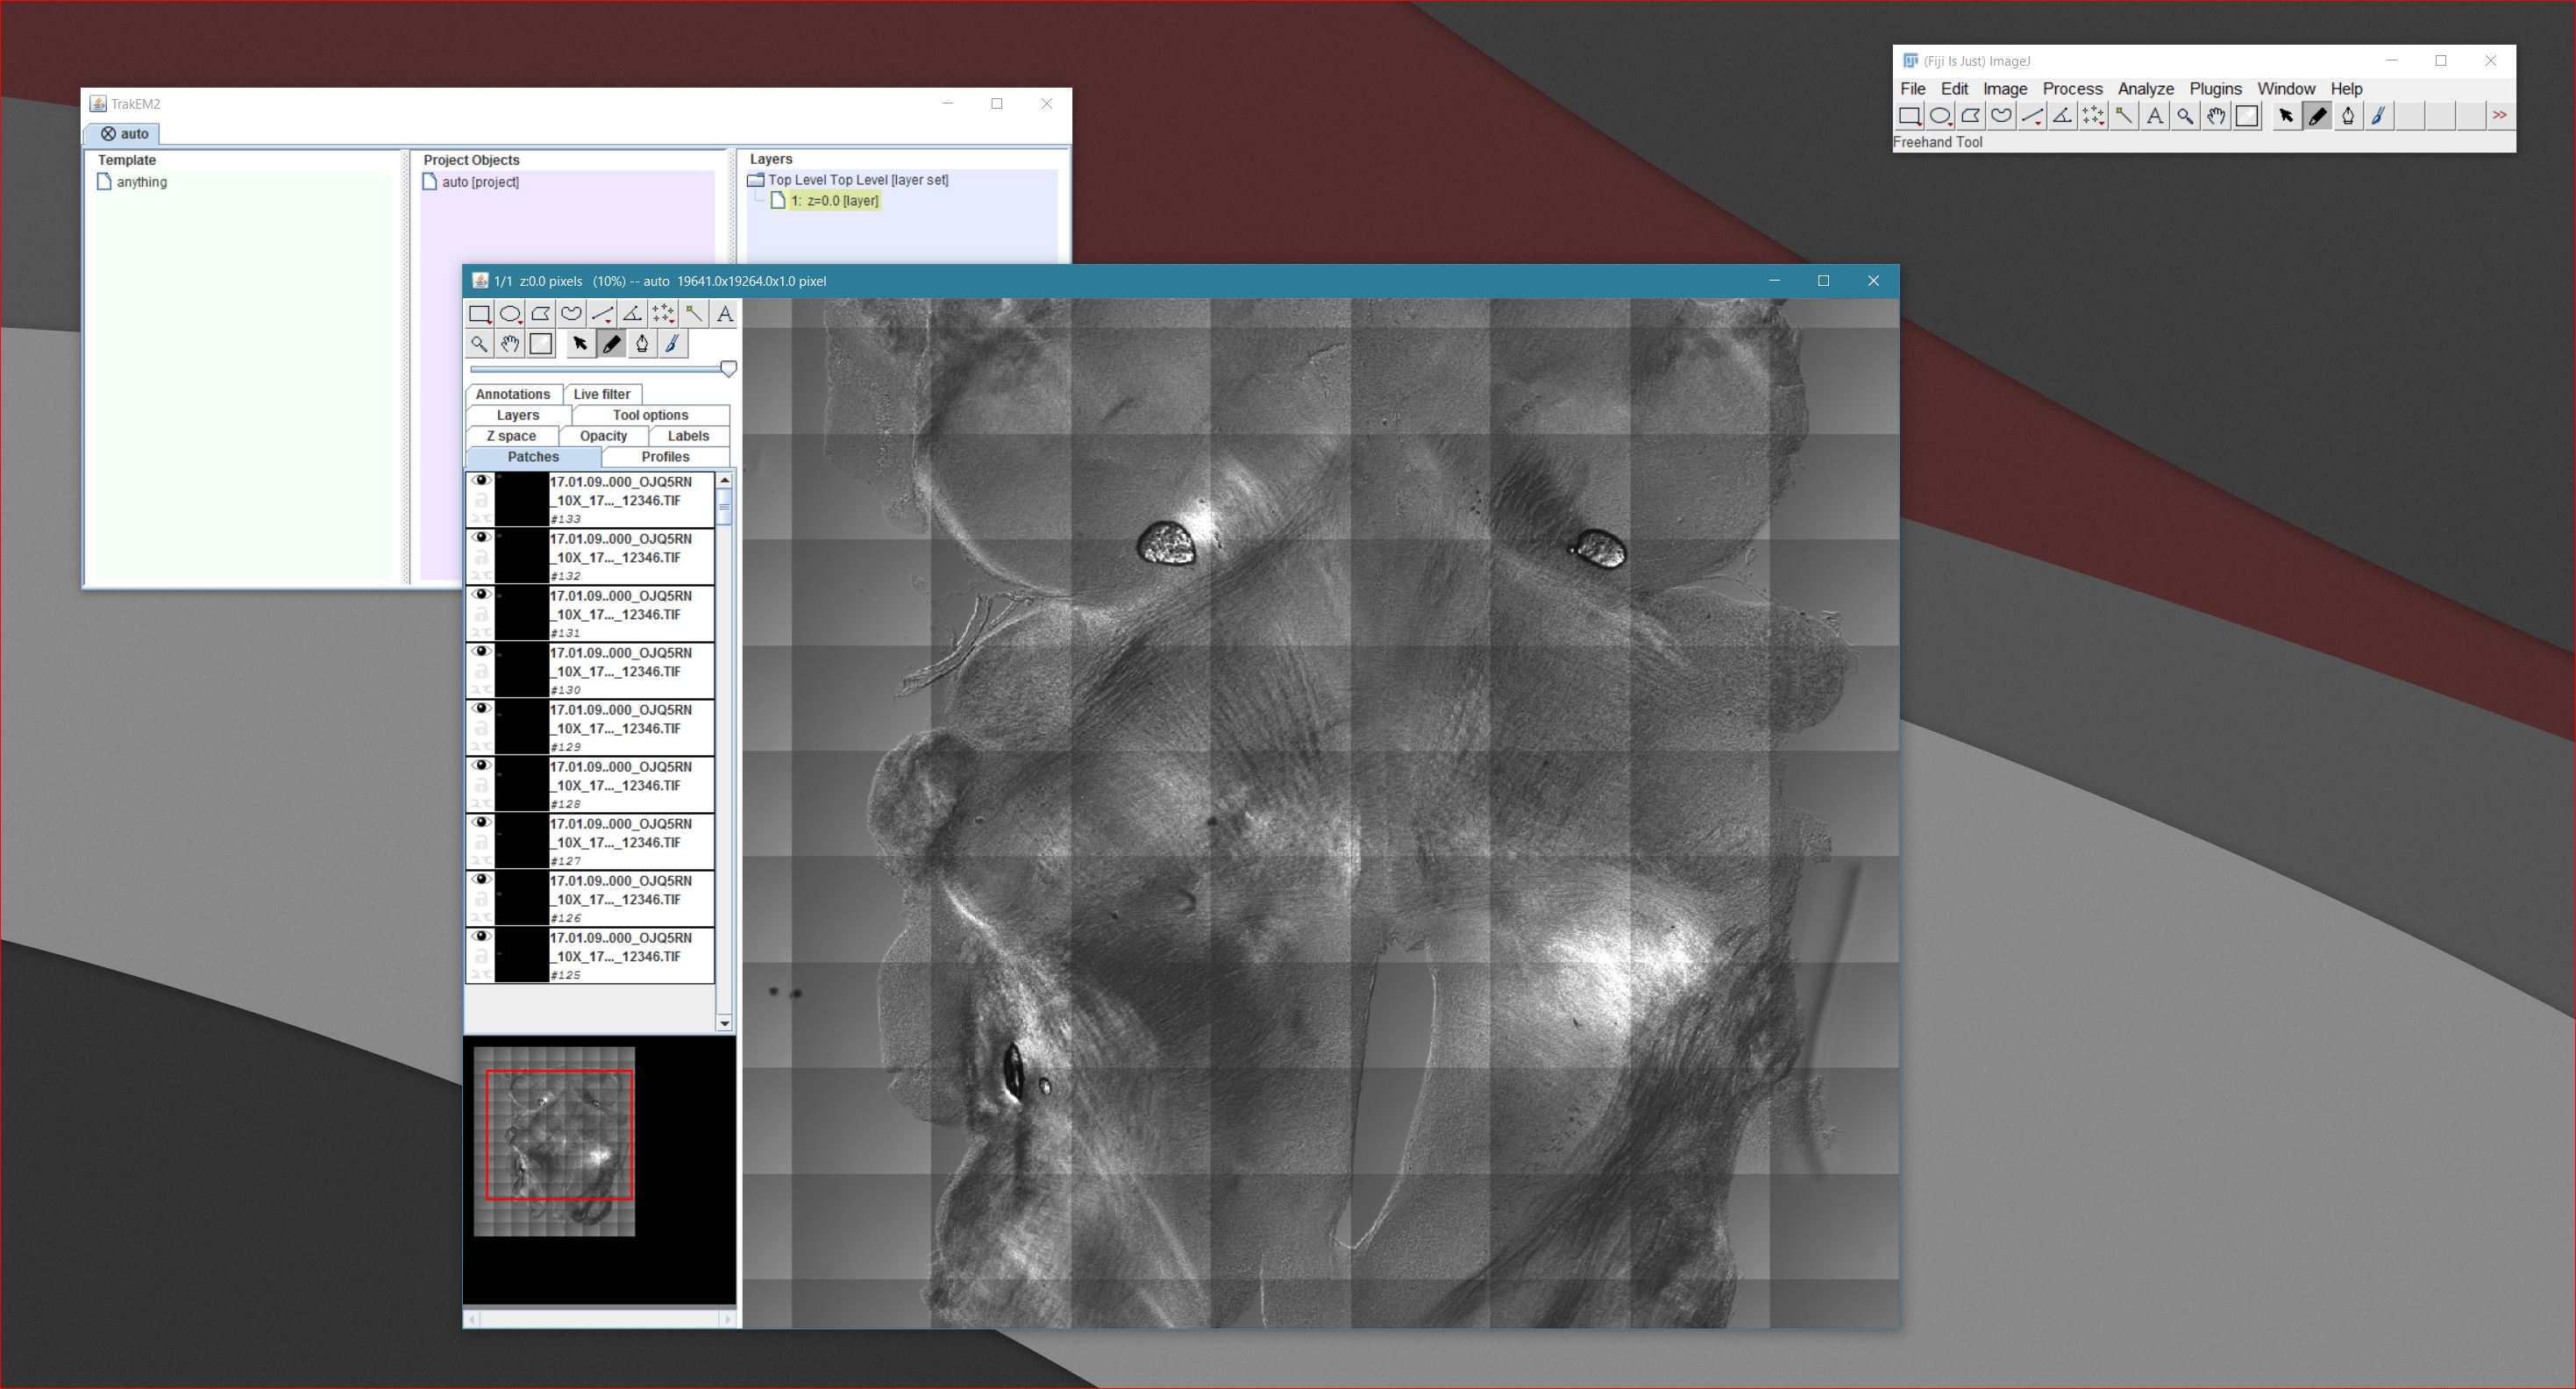 TrakEM2
auto
Template
anything
Project Objects
auto [project]
Layers
Top Level Top Level [layer set]
1: z=0.0 [layer]
(Fiji Is Just) ImageJ
File Edit Image Process Analyze Plugins Window Help
A
>>
Freehand Tool
1/1 z:0.0 pixels (10%) -- auto 19641.0x19264.0x1.0 pixel
A
Annotations Live filter
Layers Tool options
Z space Opacity Labels
Patches Profiles
17.01.09..000_OJQ5RN
_10X_17..._12346.TIF
#133
17.01.09..000_OJQ5RN
_10X_17..._12346.TIF
#132
17.01.09..000_OJQ5RN
_10X_17..._12346.TIF
#131
17.01.09..000_OJQ5RN
_10X_17..._12346.TIF
#130
17.01.09..000_OJQ5RN
_10X_17..._12346.TIF
#129
17.01.09..000_OJQ5RN
_10X_17..._12346.TIF
#128
17.01.09..000_OJQ5RN
_10X_17..._12346.TIF
#127
17.01.09..000_OJQ5RN
_10X_17..._12346.TIF
#126
17.01.09..000_OJQ5RN
_10X_17..._12346.TIF
#125